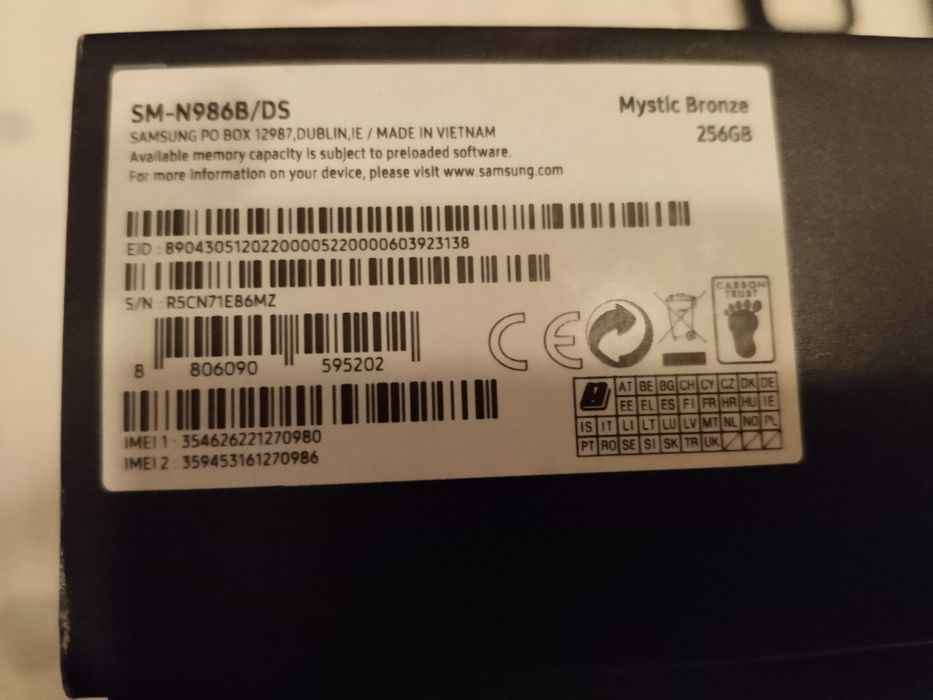 SM-N986B/DS
Mystic Bronze
256GB
SAMSUNG PO BOX 12987,DUBLIN,IE / MADE IN VIETNAM
Available memory capacity is subject to preloaded software.
For more information on your device, please visit www.samsung.com
EID : 89043051202200005220000603923138
S/N : R5CN71E86MZ
8 806090 595202
CE
CARBON
TRUST
AT BE BG CH CY CZ DK DE
EE EL ES FI FR HR HU IE
IS IT LI LT LU LV MT NL NO PL
PT RO SE SI SK TR UK
IMEI 1 : 354626221270980
IMEI 2 : 359453161270986